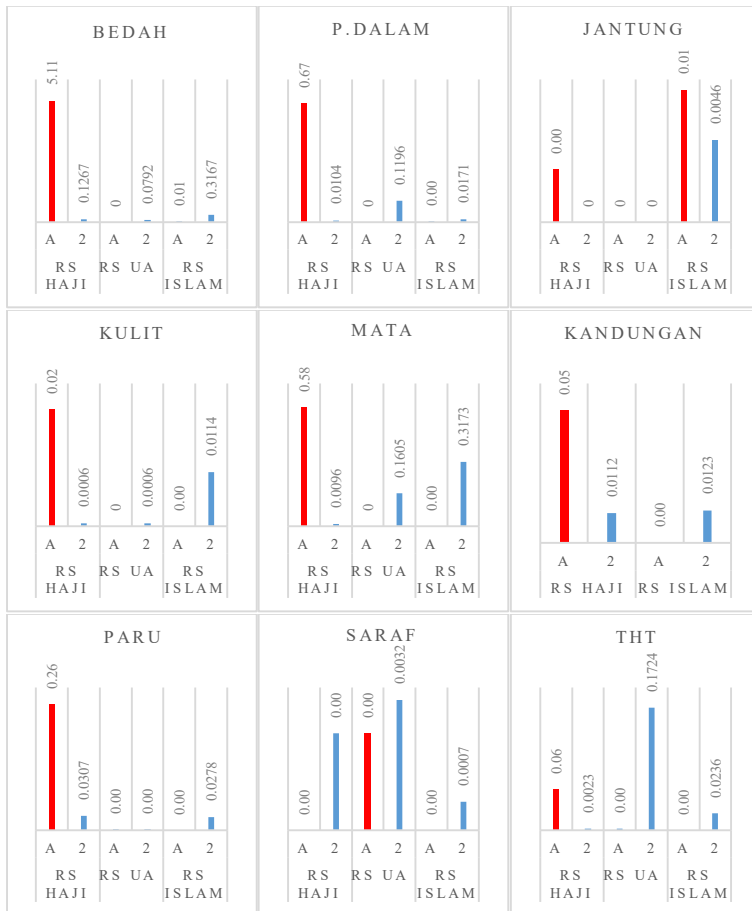 BEDAH
5.11
0.1267
0
0.0792
0.01
0.3167
A 2 A 2 A 2
RS HAJI
RS UA
RS ISLAM
P.DALAM
0.67
0.0104
0
0.1196
0.00
0.0171
A 2 A 2 A 2
RS HAJI
RS UA
RS ISLAM
JANTUNG
0.00
0
0
0
0.01
0.0046
A 2 A 2 A 2
RS HAJI
RS UA
RS ISLAM
KULIT
0.02
0.0006
0
0.0006
0.00
0.0114
A 2 A 2 A 2
RS HAJI
RS UA
RS ISLAM
MATA
0.58
0.0096
0
0.1605
0.00
0.3173
A 2 A 2 A 2
RS HAJI
RS UA
RS ISLAM
KANDUNGAN
0.05
0.0112
0.00
0.0123
A 2 A 2
RS HAJI
RS ISLAM
PARU
0.26
0.0307
0.00
0.00
0.00
0.0278
A 2 A 2 A 2
RS HAJI
RS UA
RS ISLAM
SARAF
0.00
0.00
0.00
0.0032
0.00
0.0007
A 2 A 2 A 2
RS HAJI
RS UA
RS ISLAM
THT
0.06
0.0023
0.00
0.1724
0.00
0.0236
A 2 A 2 A 2
RS HAJI
RS UA
RS ISLAM